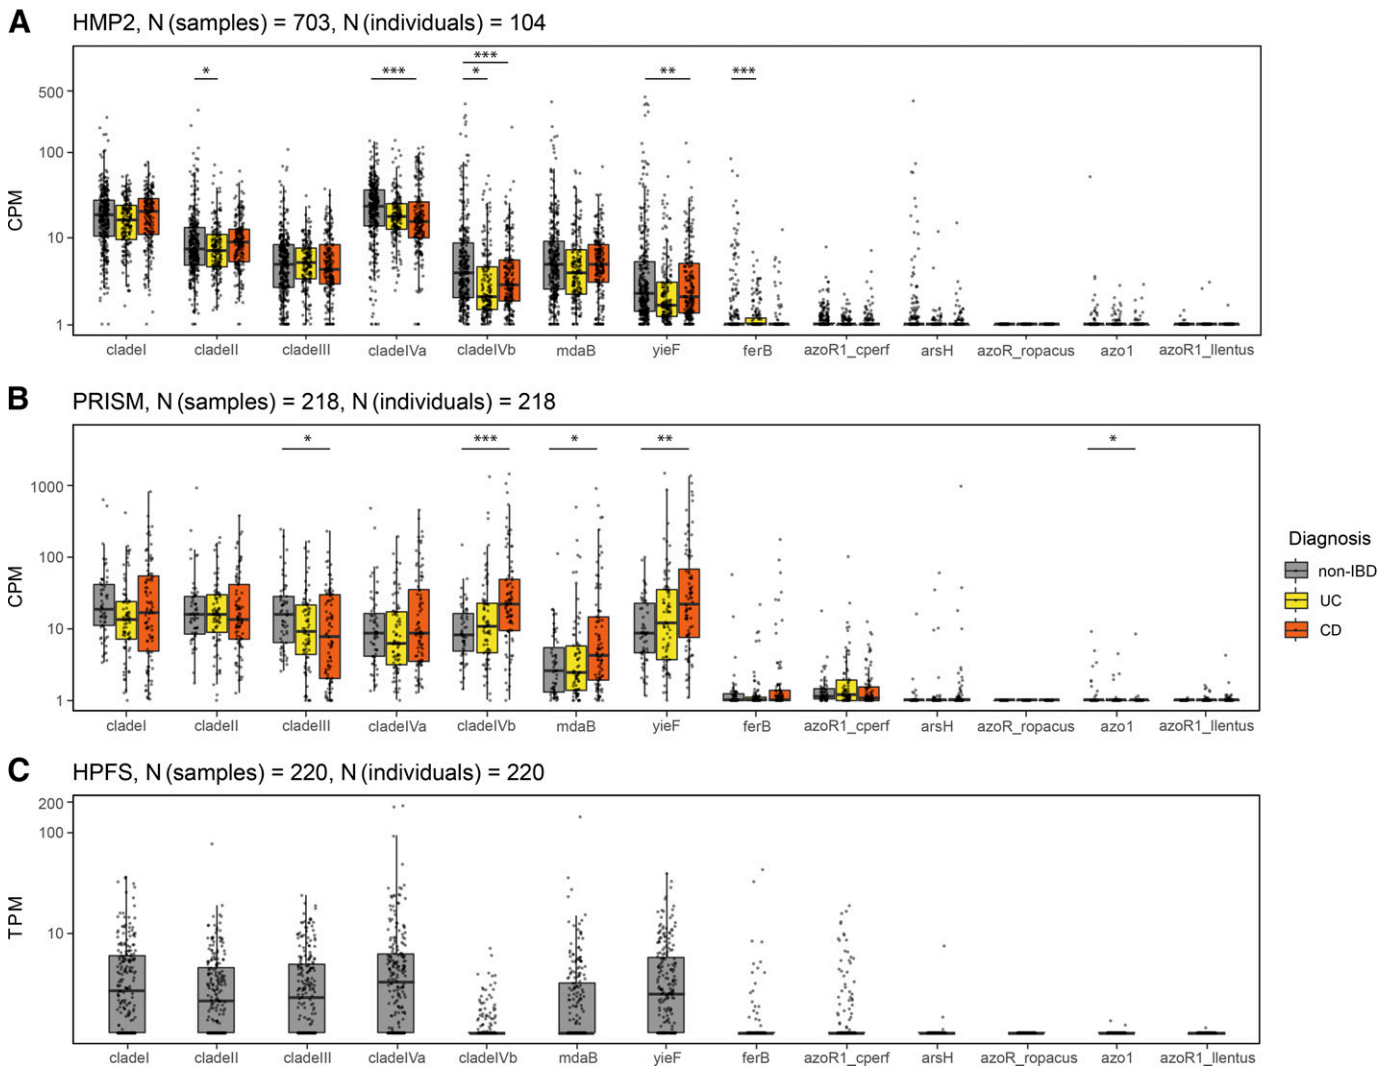 A HMP2, N (samples) = 703, N (individuals) = 104
* *** *** * ** ***
CPM
500
100
10
1
cladeI cladeII cladeIII cladeIVa cladeIVb mdaB yieF ferB azoR1_cperf arsH azoR_ropacus azo1 azoR1_llentus
B PRISM, N (samples) = 218, N (individuals) = 218
* *** * ** *
CPM
1000
100
10
1
cladeI cladeII cladeIII cladeIVa cladeIVb mdaB yieF ferB azoR1_cperf arsH azoR_ropacus azo1 azoR1_llentus
Diagnosis
non-IBD
UC
CD
C HPFS, N (samples) = 220, N (individuals) = 220
TPM
200
100
10
cladeI cladeII cladeIII cladeIVa cladeIVb mdaB yieF ferB azoR1_cperf arsH azoR_ropacus azo1 azoR1_llentus